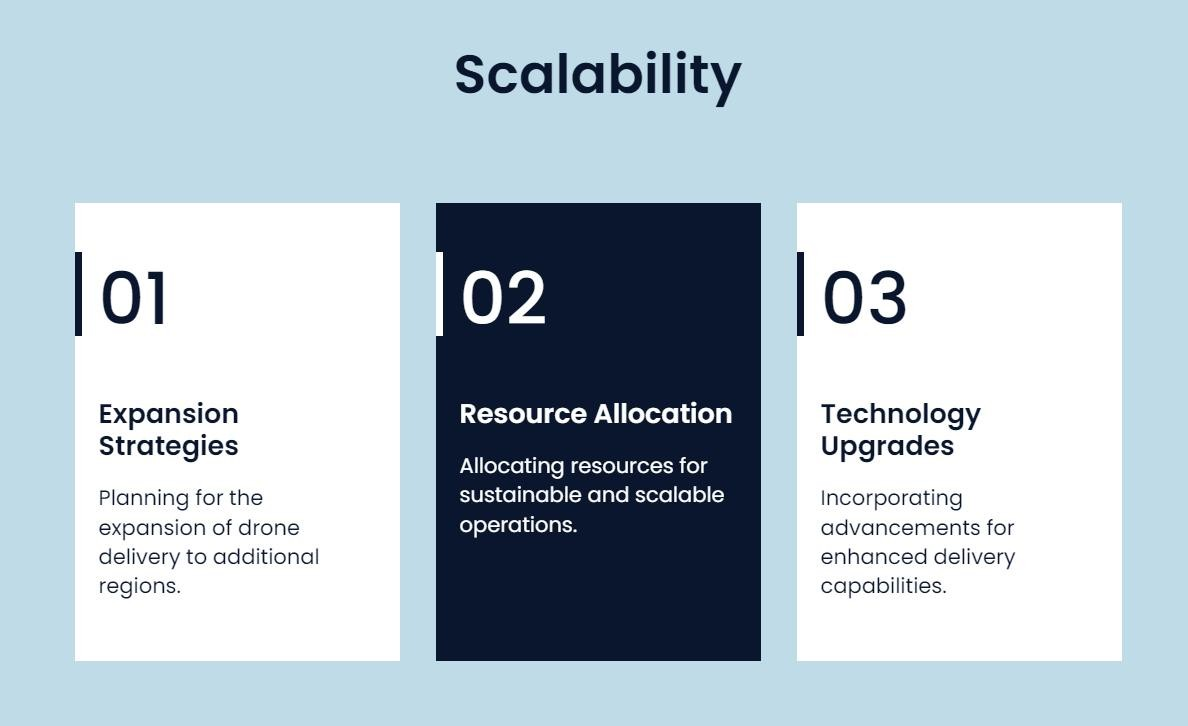 Scalability
01
Expansion
Strategies
Planning for the
expansion of drone
delivery to additional
regions.
02
Resource Allocation
Allocating resources for
sustainable and scalable
operations.
03
Technology
Upgrades
Incorporating
advancements for
enhanced delivery
capabilities.